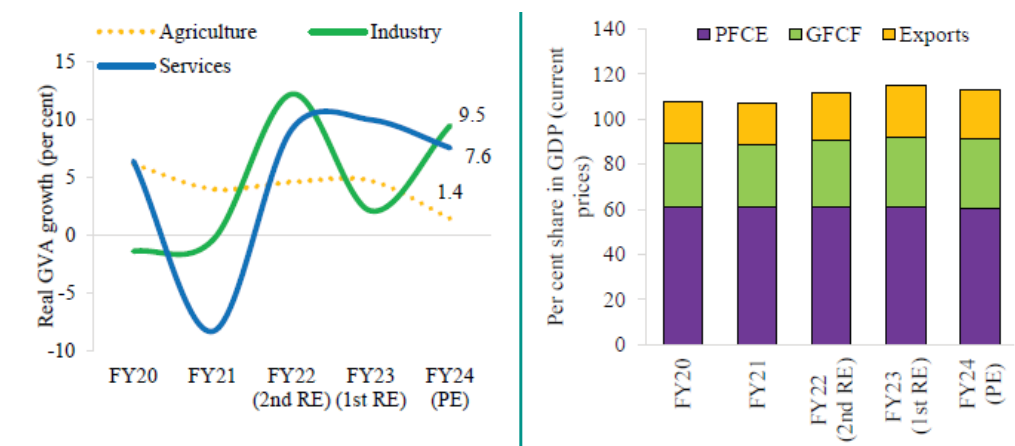 Agriculture
Industry
Services
Real GVA growth (per cent)
15
10
5
0
-5
-10
9.5
7.6
1.4
FY20 FY21 FY22 FY23 FY24
(2nd RE) (1st RE) (PE)
PFCE GFCF Exports
Per cent share in GDP (current
prices)
140
120
100
80
60
40
20
0
FY20
FY21
FY22
(2nd RE)
FY23
(1st RE)
FY24
(PE)